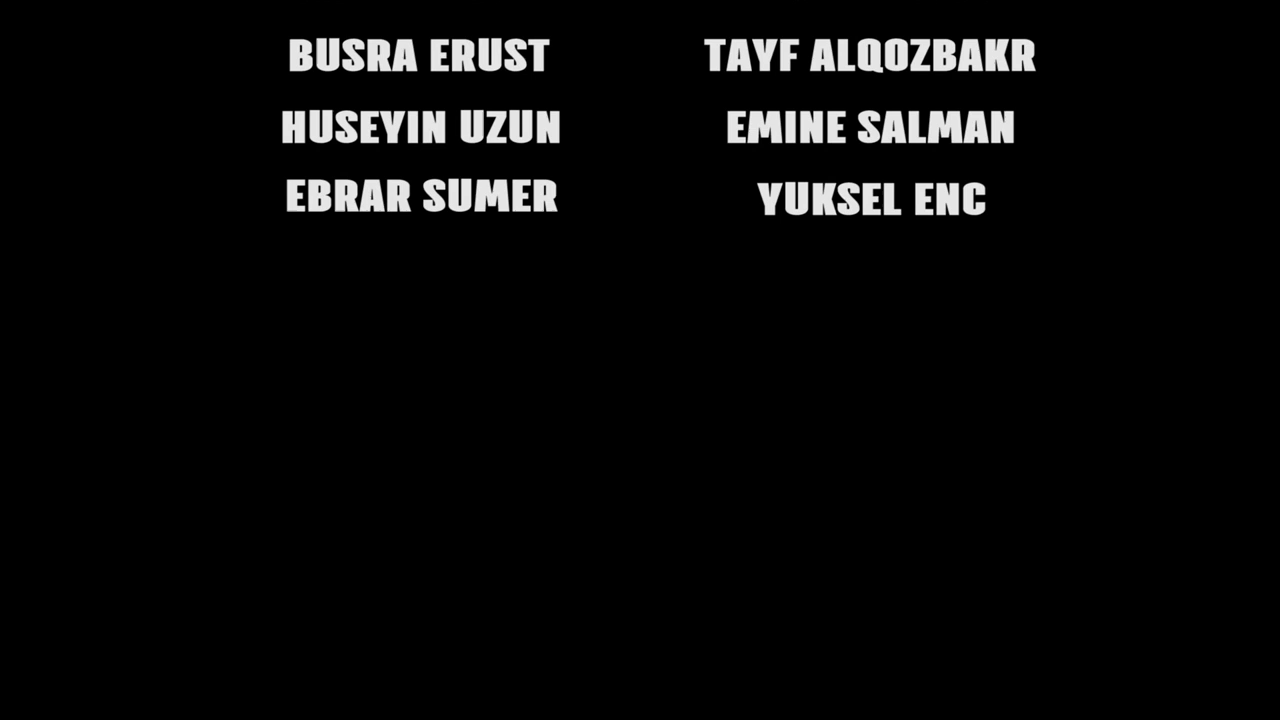 BUSRA ERUST
TAYF ALQOZBAKR
HUSEYIN UZUN
EMINE SALMAN
EBRAR SUMER
YUKSEL ENC